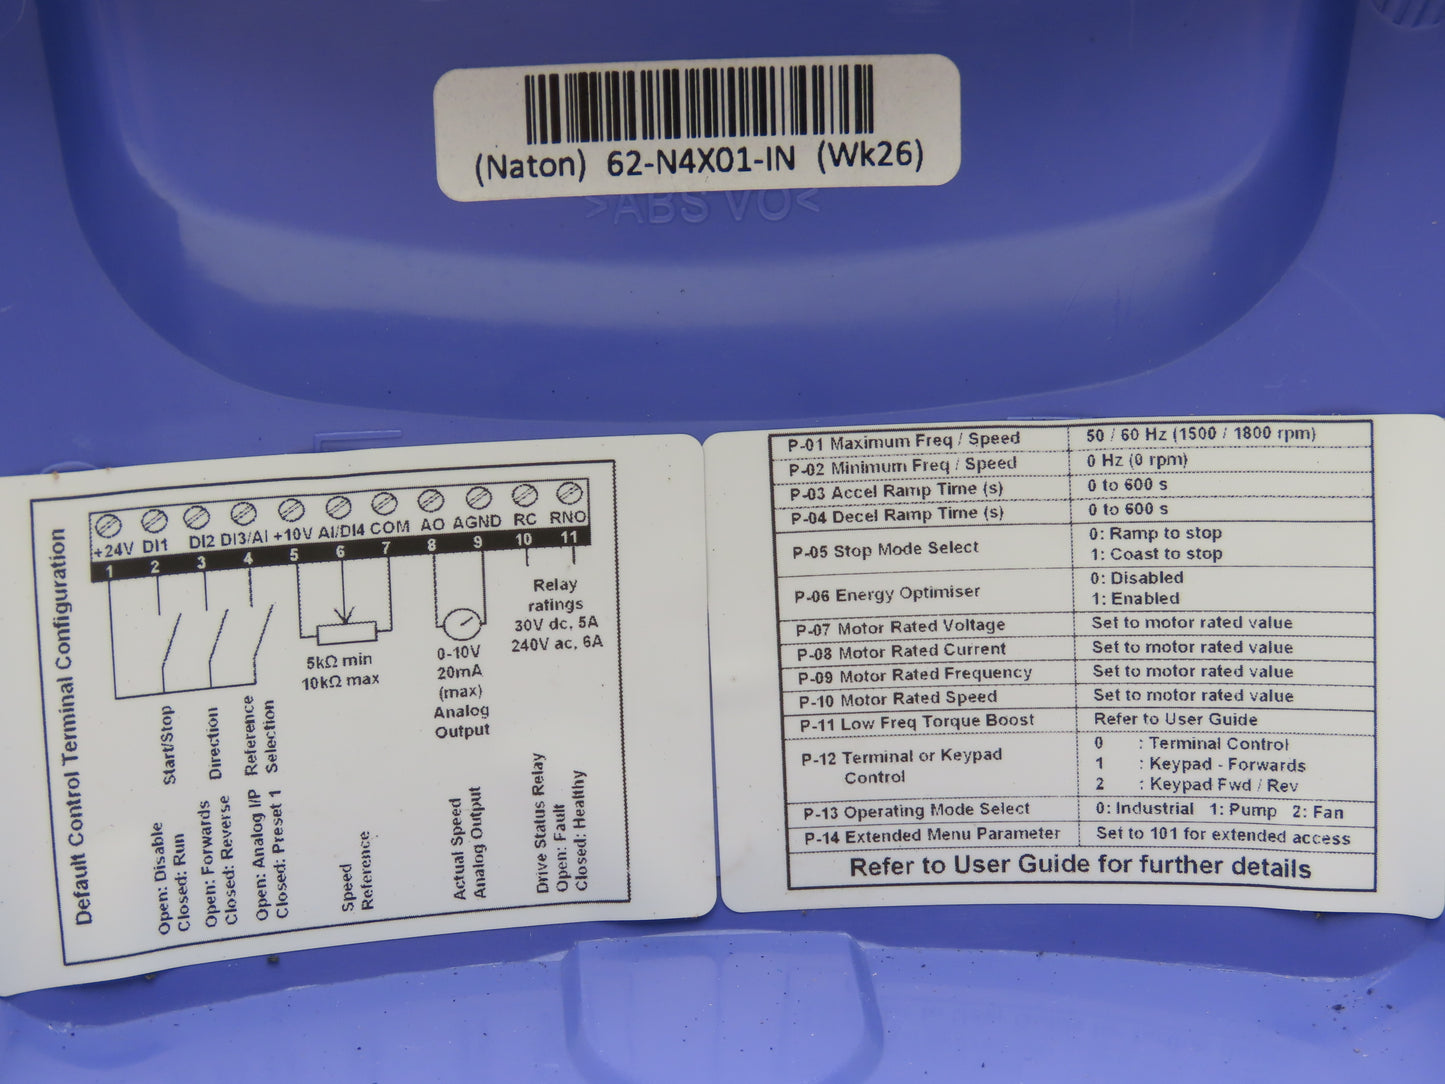 (Naton) 62-N4X01-IN (Wk26)
>ABS VO<
Default Control Terminal Configuration
+24V DI1 DI2 DI3/AI +10V AI/DI4 COM AO AGND RC RNO
1 2 3 4 5 6 7 8 9 10 11
Relay
ratings
30V dc, 5A
240V ac, 6A
5kΩ min
10kΩ max
0-10V
20mA
(max)
Analog
Output
Start/Stop
Open: Disable
Closed: Run
Direction
Open: Forwards
Closed: Reverse
Reference
Selection
Open: Analog I/P
Closed: Preset 1
Speed
Reference
Actual Speed
Analog Output
Drive Status Relay
Open: Fault
Closed: Healthy
P-01 Maximum Freq / Speed 50 / 60 Hz (1500 / 1800 rpm)
P-02 Minimum Freq / Speed 0 Hz (0 rpm)
P-03 Accel Ramp Time (s) 0 to 600 s
P-04 Decel Ramp Time (s) 0 to 600 s
P-05 Stop Mode Select 0: Ramp to stop
1: Coast to stop
P-06 Energy Optimiser 0: Disabled
1: Enabled
P-07 Motor Rated Voltage Set to motor rated value
P-08 Motor Rated Current Set to motor rated value
P-09 Motor Rated Frequency Set to motor rated value
P-10 Motor Rated Speed Set to motor rated value
P-11 Low Freq Torque Boost Refer to User Guide
P-12 Terminal or Keypad
Control
0 : Terminal Control
1 : Keypad - Forwards
2 : Keypad Fwd / Rev
P-13 Operating Mode Select 0: Industrial 1: Pump 2: Fan
P-14 Extended Menu Parameter Set to 101 for extended access
Refer to User Guide for further details